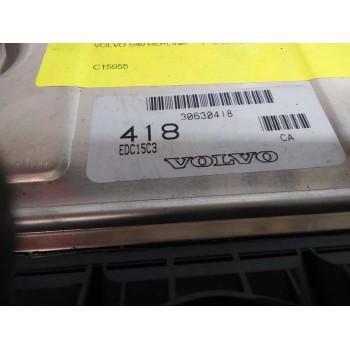 VOLVO S40 BERLINA
C15955
30630418
418
EDC15C3
VOLVO
CA